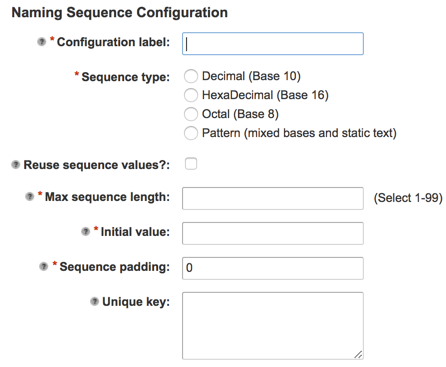 Naming Sequence Configuration
? * Configuration label:
* Sequence type:
Decimal (Base 10)
HexaDecimal (Base 16)
Octal (Base 8)
Pattern (mixed bases and static text)
? Reuse sequence values?:
? * Max sequence length: (Select 1-99)
? * Initial value:
? * Sequence padding: 0
? Unique key: